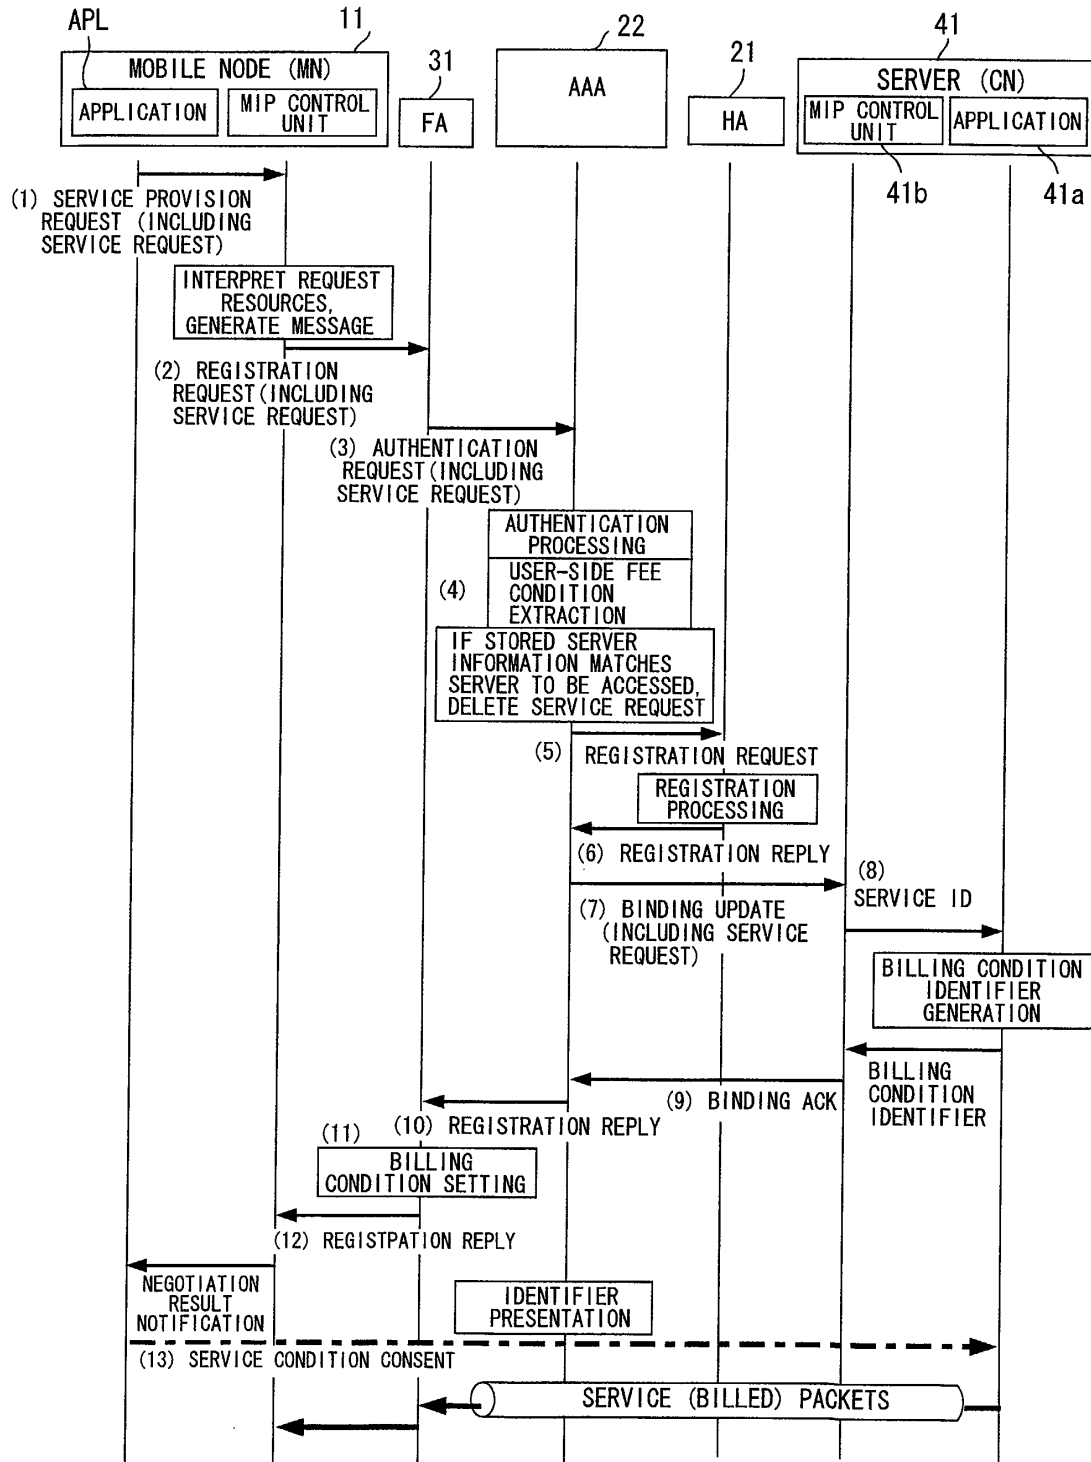 APL
11
22
41
31
21
MOBILE NODE (MN)
APPLICATION
MIP CONTROL
UNIT
FA
AAA
HA
SERVER (CN)
MIP CONTROL
UNIT
APPLICATION
41b
41a
(1) SERVICE PROVISION
REQUEST (INCLUDING
SERVICE REQUEST)
INTERPRET REQUEST
RESOURCES,
GENERATE MESSAGE
(2) REGISTRATION
REQUEST(INCLUDING
SERVICE REQUEST)
(3) AUTHENTICATION
REQUEST(INCLUDING
SERVICE REQUEST)
AUTHENTICATION
PROCESSING
(4)
USER-SIDE FEE
CONDITION
EXTRACTION
IF STORED SERVER
INFORMATION MATCHES
SERVER TO BE ACCESSED,
DELETE SERVICE REQUEST
(5) REGISTRATION REQUEST
REGISTRATION
PROCESSING
(6) REGISTRATION REPLY
(7) BINDING UPDATE
(INCLUDING SERVICE
REQUEST)
(8)
SERVICE ID
BILLING CONDITION
IDENTIFIER
GENERATION
BILLING
CONDITION
IDENTIFIER
(9) BINDING ACK
(10) REGISTRATION REPLY
(11)
BILLING
CONDITION SETTING
(12) REGISTPATION REPLY
NEGOTIATION
RESULT
NOTIFICATION
IDENTIFIER
PRESENTATION
(13) SERVICE CONDITION CONSENT
SERVICE (BILLED) PACKETS